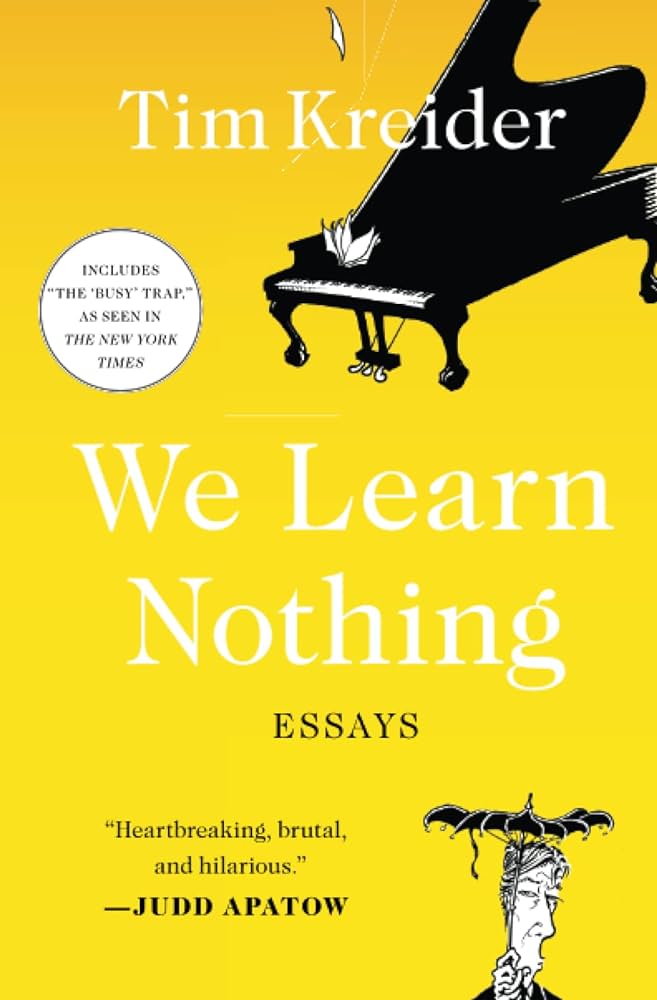 Tim Kreider
INCLUDES
“THE ‘BUSY’ TRAP,”
AS SEEN IN
THE NEW YORK
TIMES
We Learn
Nothing
ESSAYS
“Heartbreaking, brutal,
and hilarious.”
—JUDD APATOW